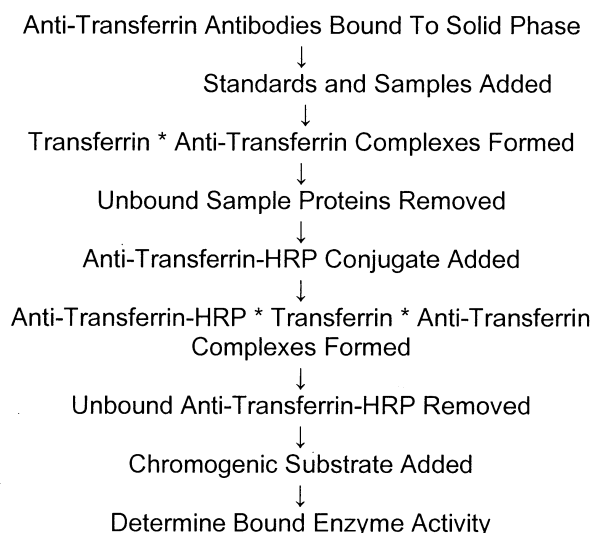 Anti-Transferrin Antibodies Bound To Solid Phase
↓
Standards and Samples Added
↓
Transferrin * Anti-Transferrin Complexes Formed
↓
Unbound Sample Proteins Removed
↓
Anti-Transferrin-HRP Conjugate Added
↓
Anti-Transferrin-HRP * Transferrin * Anti-Transferrin
Complexes Formed
↓
Unbound Anti-Transferrin-HRP Removed
↓
Chromogenic Substrate Added
↓
Determine Bound Enzyme Activity